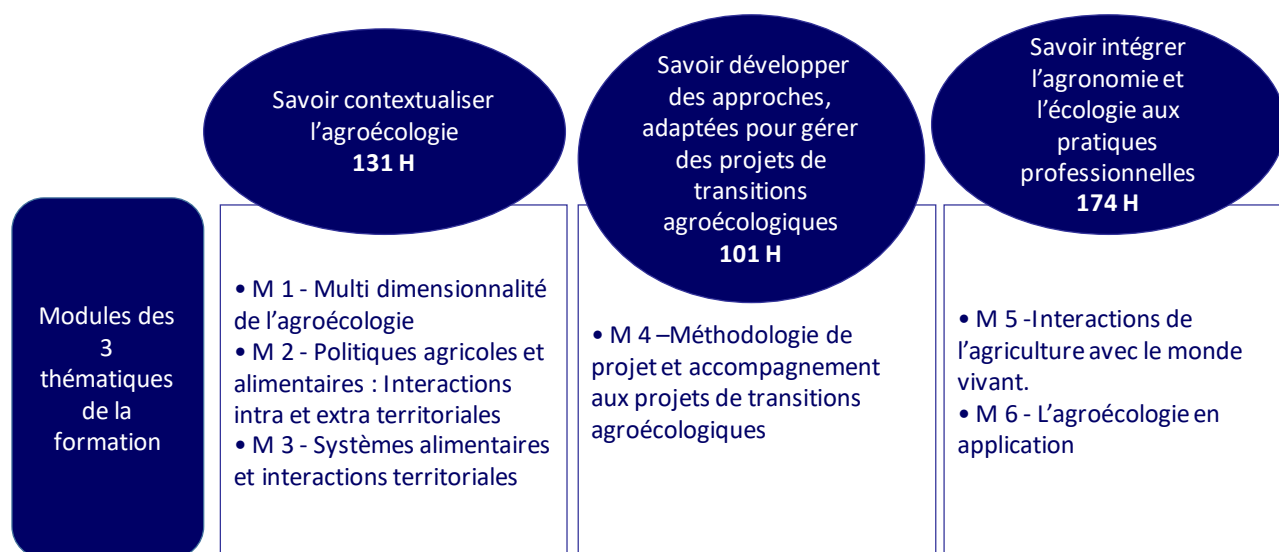 Savoir contextualiser
l’agroécologie
131 H
Savoir développer
des approches,
adaptées pour gérer
des projets de
transitions
agroécologiques
101 H
Savoir intégrer
l’agronomie et
l’écologie aux
pratiques
professionnelles
174 H
Modules des
3
thématiques
de la
formation
• M 1 - Multi dimensionnalité
de l’agroécologie
• M 2 - Politiques agricoles et
alimentaires : Interactions
intra et extra territoriales
• M 3 - Systèmes alimentaires
et interactions territoriales
• M 4 –Méthodologie de
projet et accompagnement
aux projets de transitions
agroécologiques
• M 5 -Interactions de
l’agriculture avec le monde
vivant.
• M 6 - L’agroécologie en
application